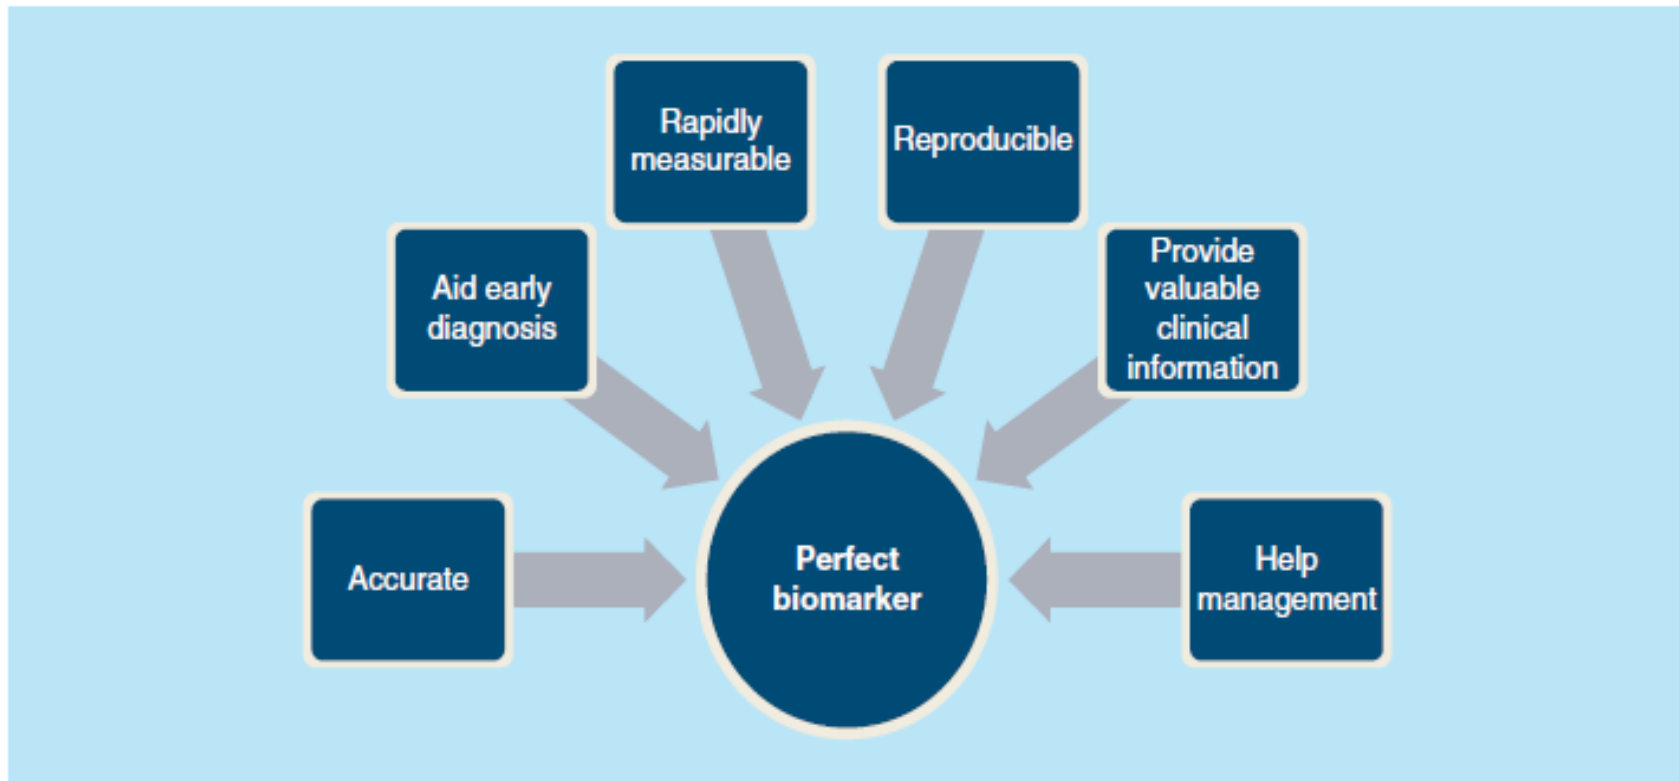 Rapidly
measurable
Reproducible
Aid early
diagnosis
Provide
valuable
clinical
information
Accurate
Perfect
biomarker
Help
management